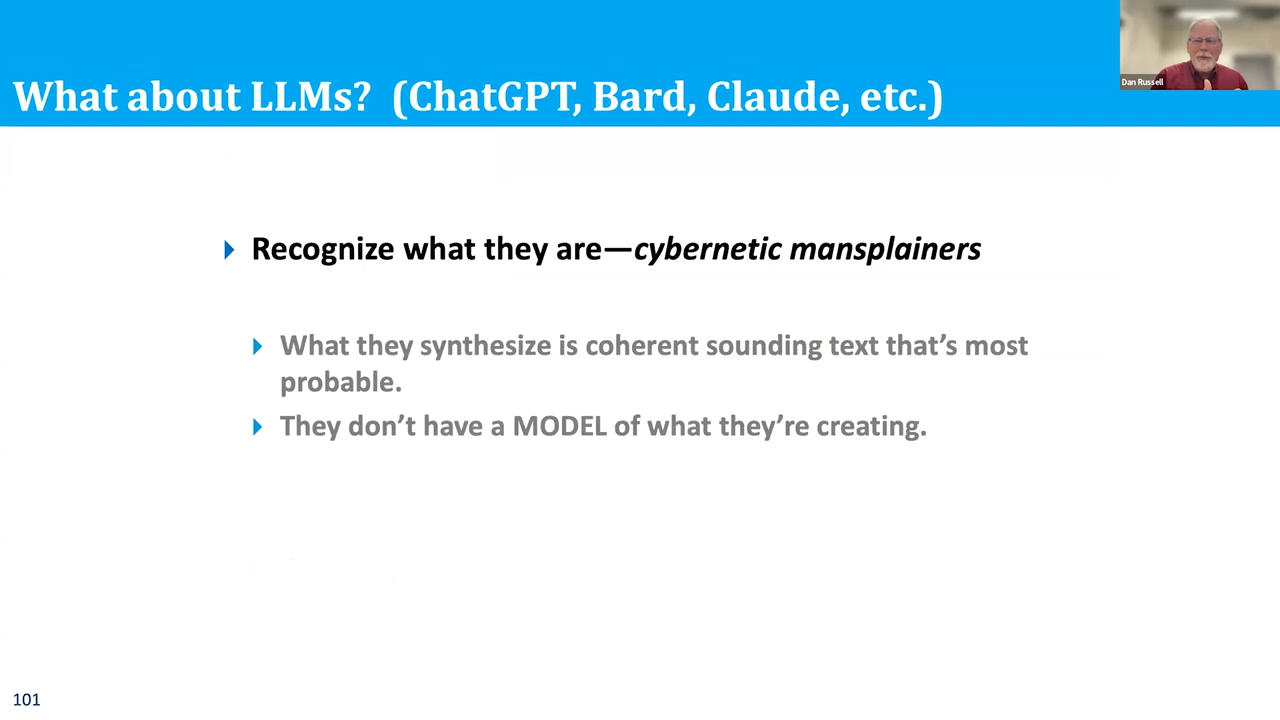 Dan Russell
What about LLMs?  (ChatGPT, Bard, Claude, etc.)
Recognize what they are—cybernetic mansplainers
What they synthesize is coherent sounding text that’s most
probable.
They don’t have a MODEL of what they’re creating.
101